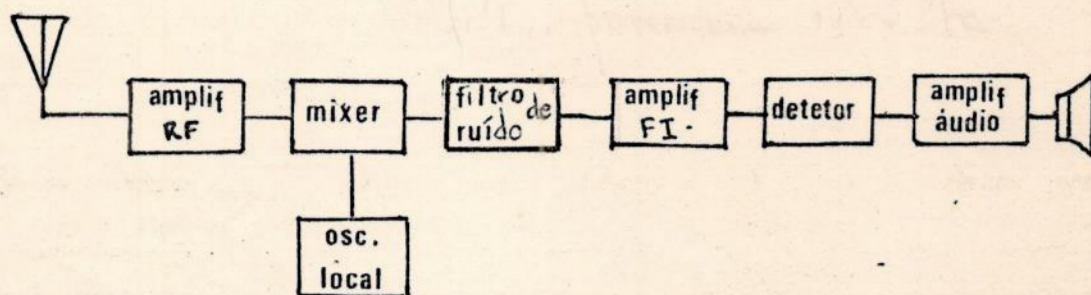 amplif
RF
mixer
filtro de
ruído
amplif
FI.
detetor
amplif
áudio
osc.
local